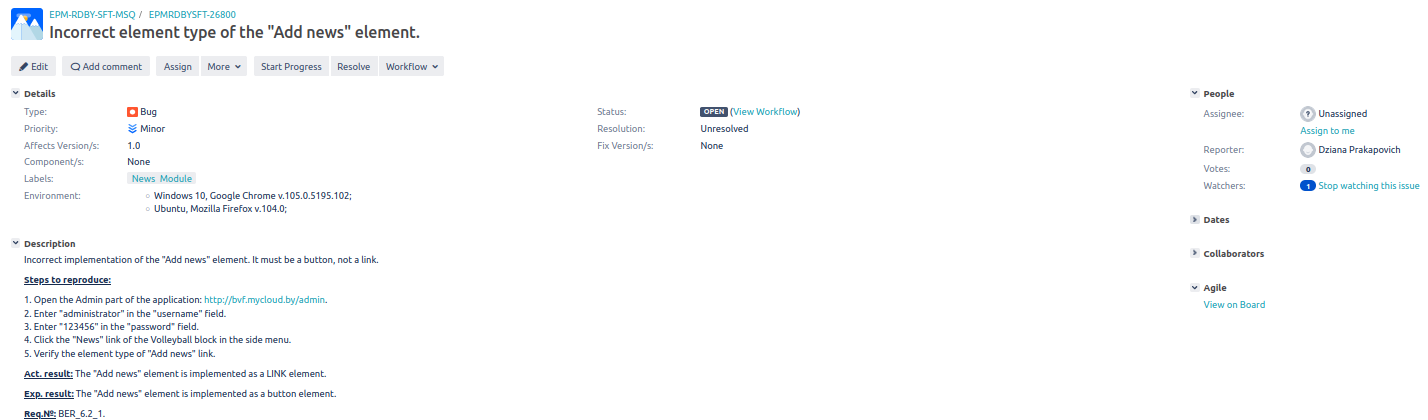 EPM-RDBY-SFT-MSQ / EPMRDBYSFT-26800
Incorrect element type of the "Add news" element.
Edit Add comment Assign More Start Progress Resolve Workflow
Details
Type: Bug
Priority: Minor
Affects Version/s: 1.0
Component/s: None
Labels: News Module
Environment:
Windows 10, Google Chrome v.105.0.5195.102;
Ubuntu, Mozilla Firefox v.104.0;
Status: OPEN (View Workflow)
Resolution: Unresolved
Fix Version/s: None
Description
Incorrect implementation of the "Add news" element. It must be a button, not a link.
Steps to reproduce:
1. Open the Admin part of the application: http://bvf.mycloud.by/admin.
2. Enter "administrator" in the "username" field.
3. Enter "123456" in the "password" field.
4. Click the "News" link of the Volleyball block in the side menu.
5. Verify the element type of "Add news" link.
Act. result: The "Add news" element is implemented as a LINK element.
Exp. result: The "Add news" element is implemented as a button element.
Req.№: BER_6.2_1.
People
Assignee: ? Unassigned
Assign to me
Reporter: Dziana Prakapovich
Votes: 0
Watchers: 1 Stop watching this issue
Dates
Collaborators
Agile
View on Board